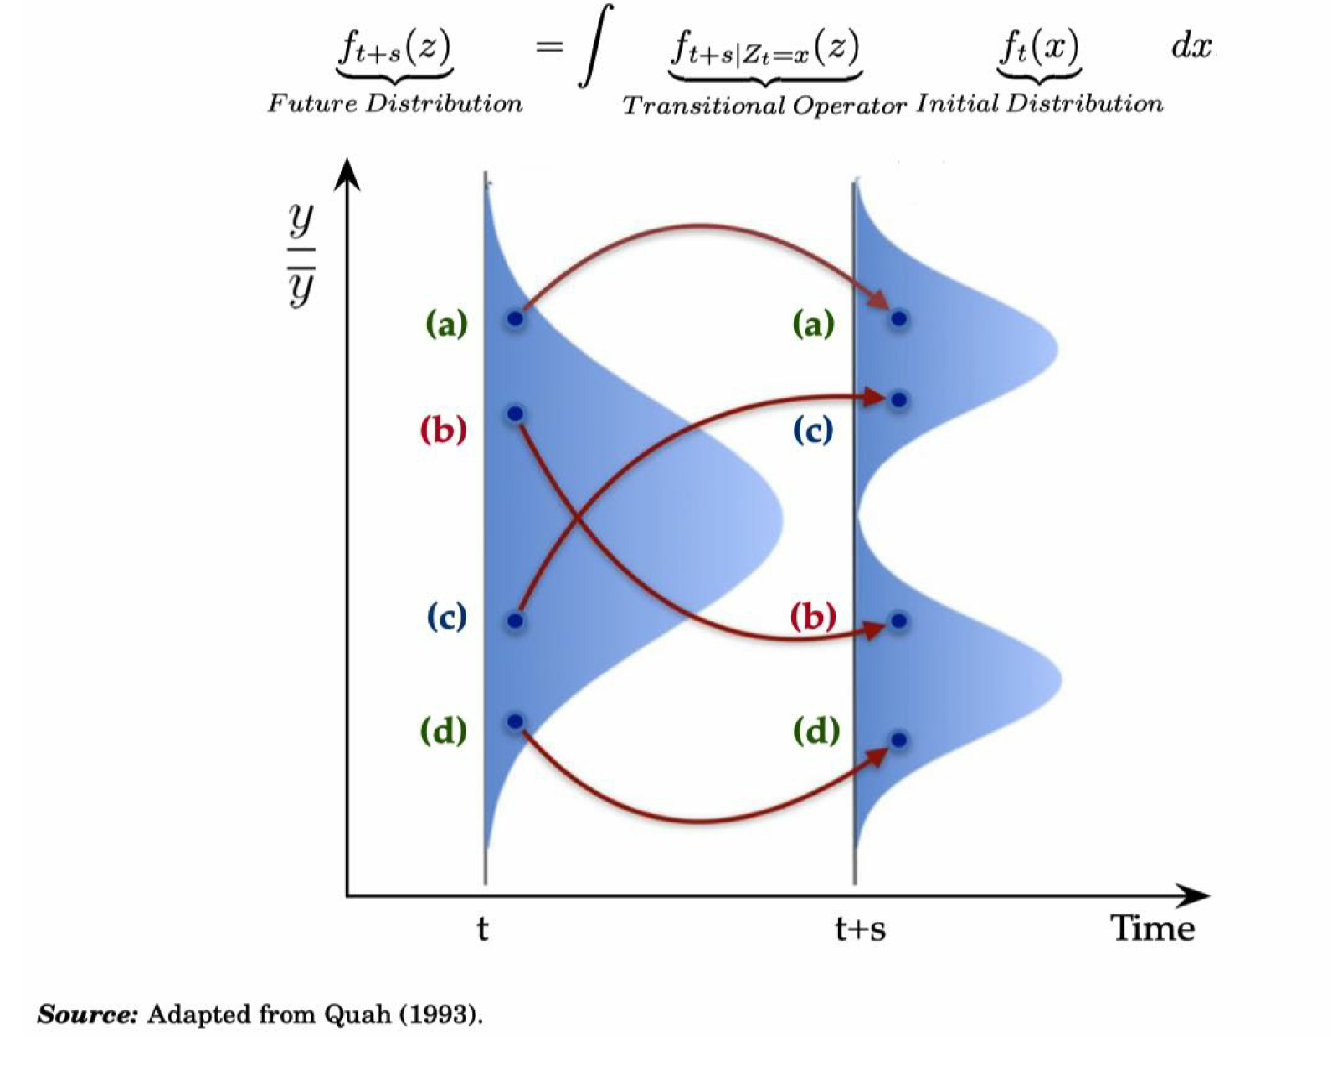 f_{t+s}(z) = ∫ f_{t+s|Z_t=x}(z) f_t(x) dx
Future Distribution Transitional Operator Initial Distribution
y
y̅
(a) (a)
(b) (c)
(c) (b)
(d) (d)
t t+s Time
Source: Adapted from Quah (1993).